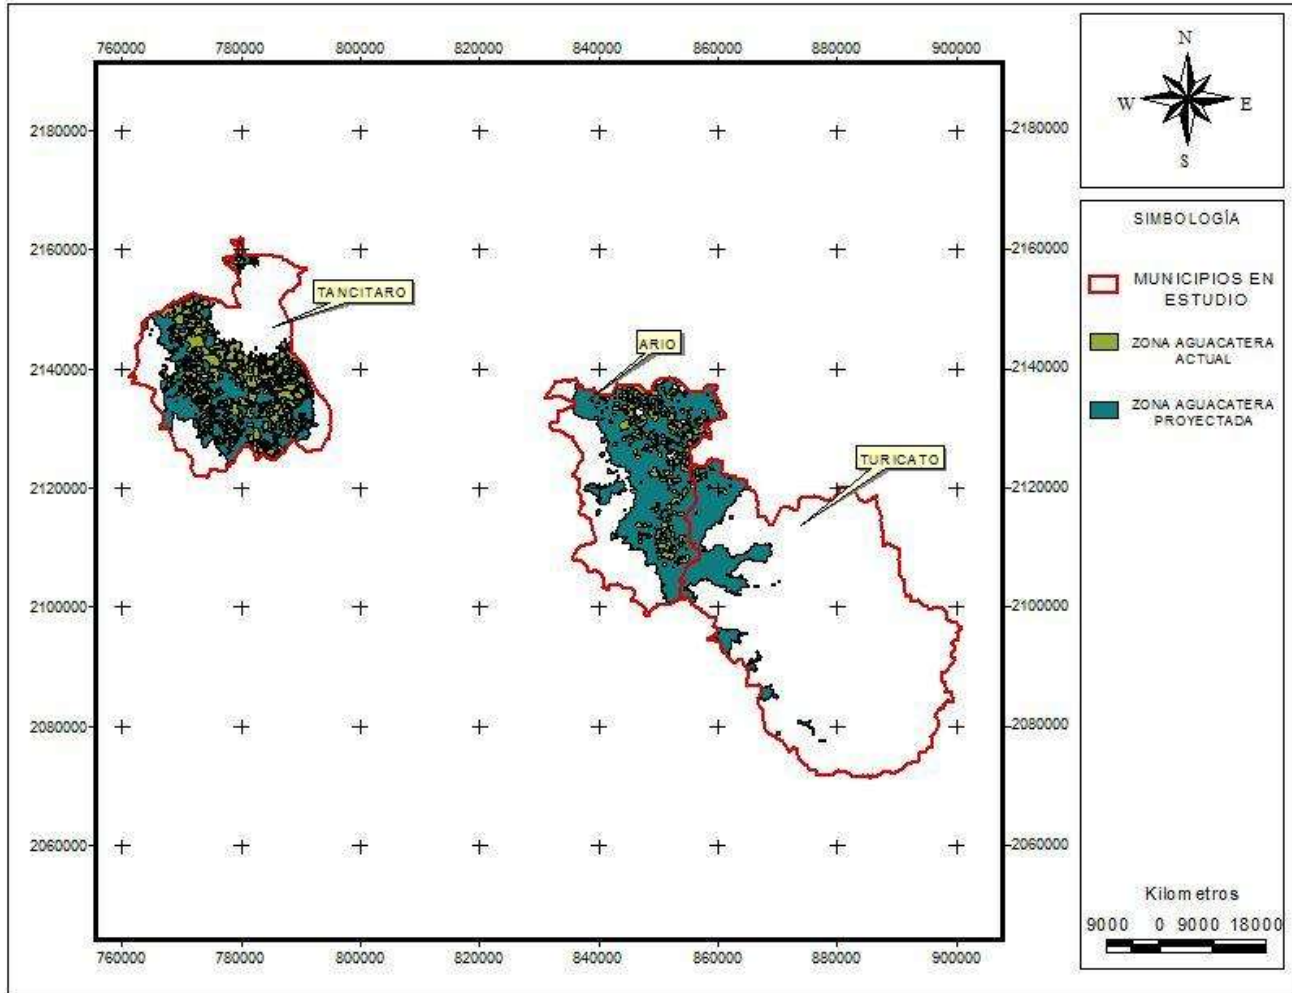 760000 780000 800000 820000 840000 860000 880000 900000
2180000 2180000
2160000 2160000
2140000 2140000
2120000 2120000
2100000 2100000
2080000 2080000
2060000 2060000
760000 780000 800000 820000 840000 860000 880000 900000
TANCITARO
ARIO
TURICATO
N
W E
S
SIMBOLOGÍA
MUNICIPIOS EN
ESTUDIO
ZONA AGUACATERA
ACTUAL
ZONA AGUACATERA
PROYECTADA
Kilometros
9000 0 9000 18000